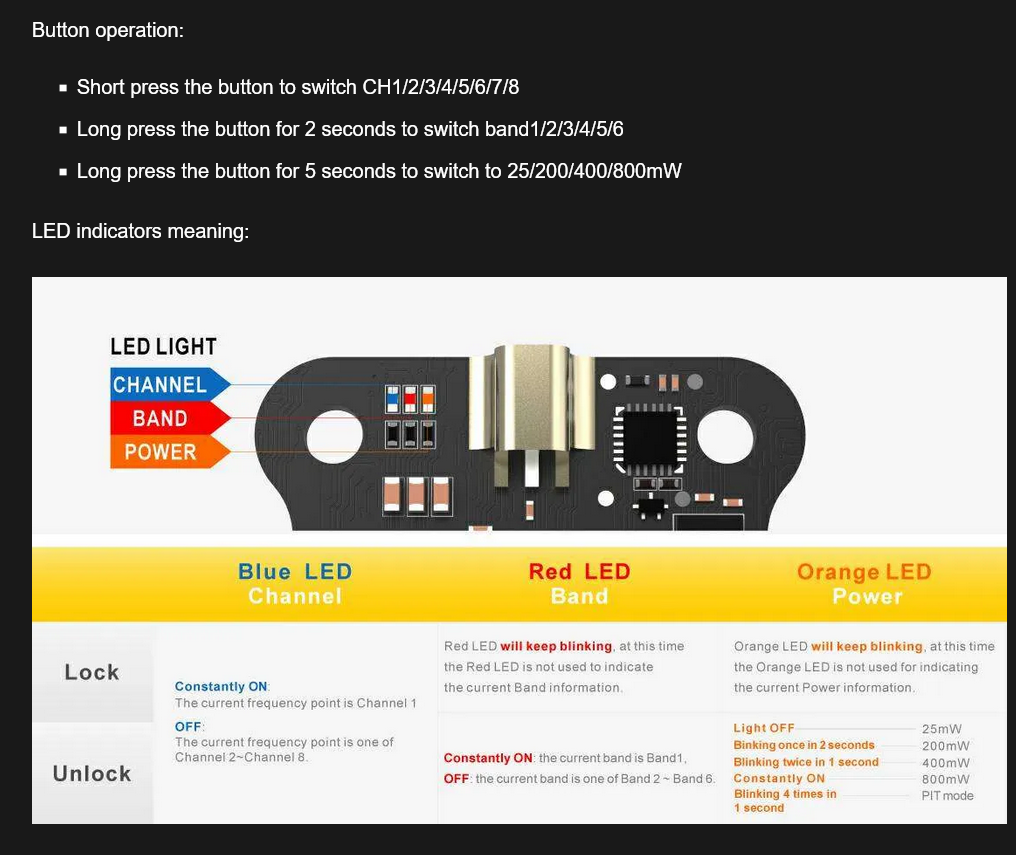 Button operation:
Short press the button to switch CH1/2/3/4/5/6/7/8
Long press the button for 2 seconds to switch band1/2/3/4/5/6
Long press the button for 5 seconds to switch to 25/200/400/800mW
LED indicators meaning:
LED LIGHT
CHANNEL
BAND
POWER
Blue LED
Channel
Red LED
Band
Orange LED
Power
Lock
Unlock
Constantly ON:
The current frequency point is Channel 1
OFF:
The current frequency point is one of
Channel 2~Channel 8.
Red LED will keep blinking, at this time
the Red LED is not used to indicate
the current Band information.
Constantly ON: the current band is Band1,
OFF: the current band is one of Band 2 ~ Band 6.
Orange LED will keep blinking, at this time
the Orange LED is not used for indicating
the current Power information.
Light OFF 25mW
Binking once in 2 seconds 200mW
Blinking twice in 1 second 400mW
Constantly ON 800mW
Blinking 4 times in PIT mode
1 second